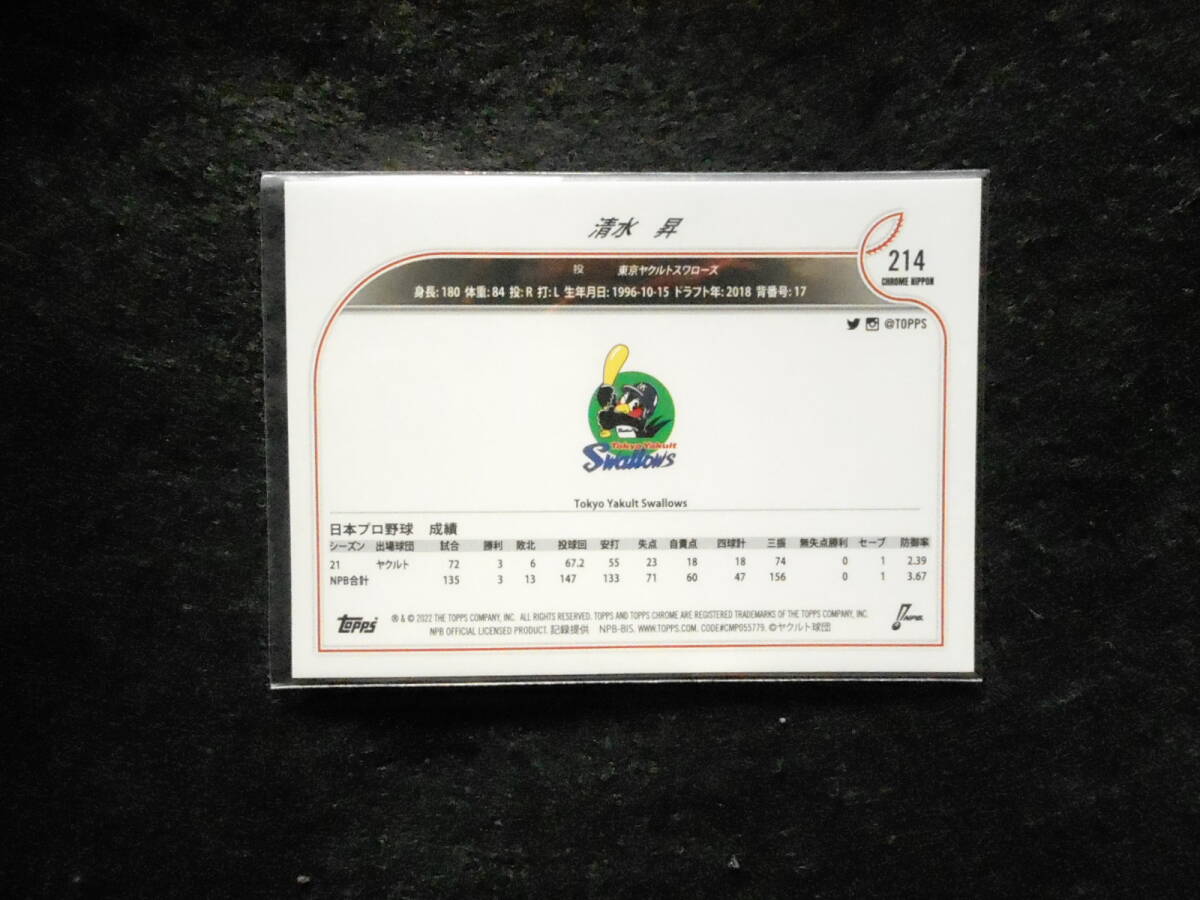 清水 昇
214
CHROME NIPPON
投 東京ヤクルトスワローズ
身長: 180 体重: 84 投: R 打: L 生年月日: 1996-10-15 ドラフト年: 2018 背番号: 17
@TOPPS
Tokyo Yakult
Swallows
Tokyo Yakult Swallows
日本プロ野球 成績
シーズン 出場球団 試合 勝利 敗北 投球回 安打 失点 自責点 四球計 三振 無失点勝利 セーブ 防御率
21 ヤクルト 72 3 6 67.2 55 23 18 18 74 0 1 2.39
NPB合計 135 3 13 147 133 71 60 47 156 0 1 3.67
Topps
® & © 2022 THE TOPPS COMPANY, INC. ALL RIGHTS RESERVED. TOPPS AND TOPPS CHROME ARE REGISTERED TRADEMARKS OF THE TOPPS COMPANY, INC.
NPB OFFICIAL LICENSED PRODUCT. 記録提供 NPB-BIS. WWW.TOPPS.COM. CODE#CMP055779. ©ヤクルト球団
NPB